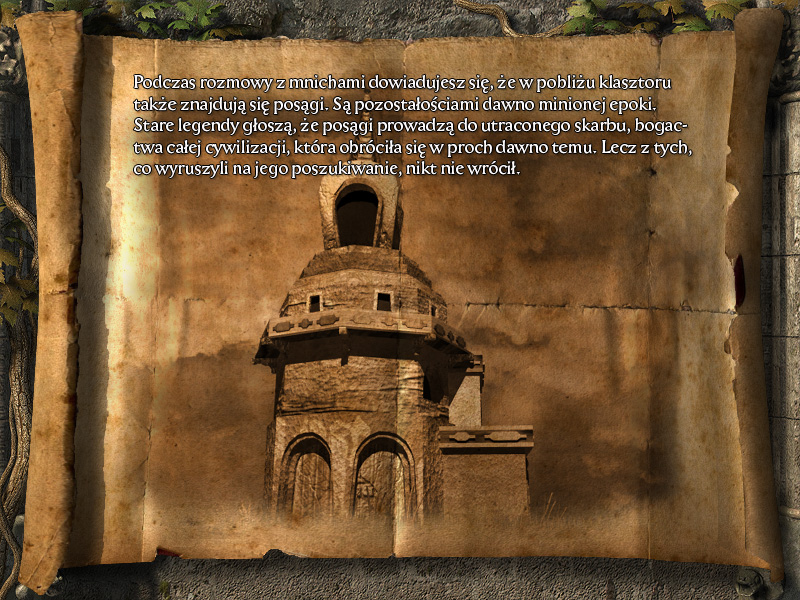 Podczas rozmowy z mnichami dowiadujesz się, że w pobliżu klasztoru
także znajdują się posągi. Są pozostałościami dawno minionej epoki.
Stare legendy głoszą, że posągi prowadzą do utraconego skarbu, bogac-
twa całej cywilizacji, która obróciła się w proch dawno temu. Lecz z tych,
co wyruszyli na jego poszukiwanie, nikt nie wrócił.